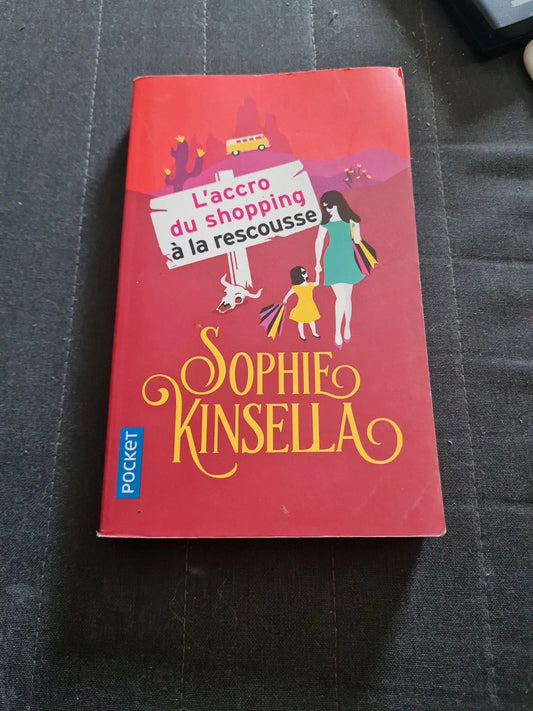 L'accro
du shopping
à la rescousse
SOPHIE
KINSELLA
POCKET